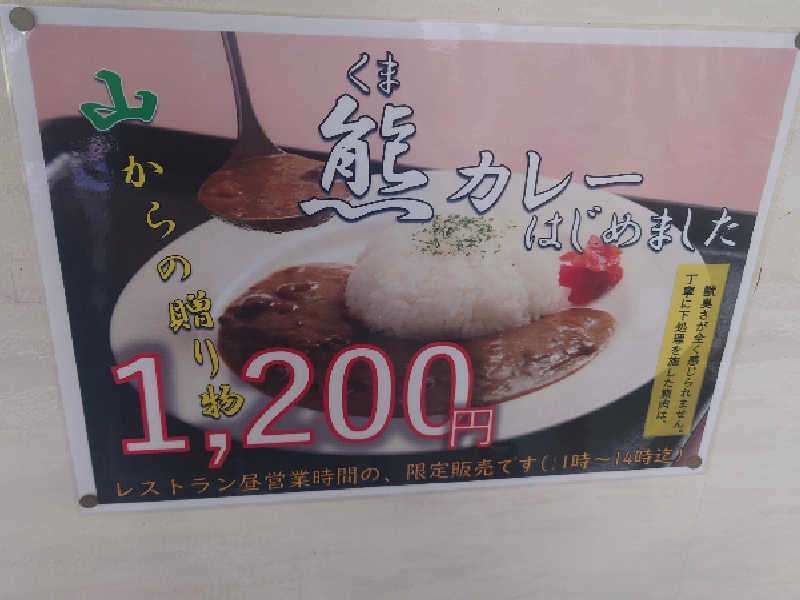 山からの贈り物
くま
熊カレー
はじめました
丁寧に下処理を施した熊肉は、
獣臭さが全く感じられません。
1,200円
レストラン昼営業時間の、限定販売です(11時〜14時迄)